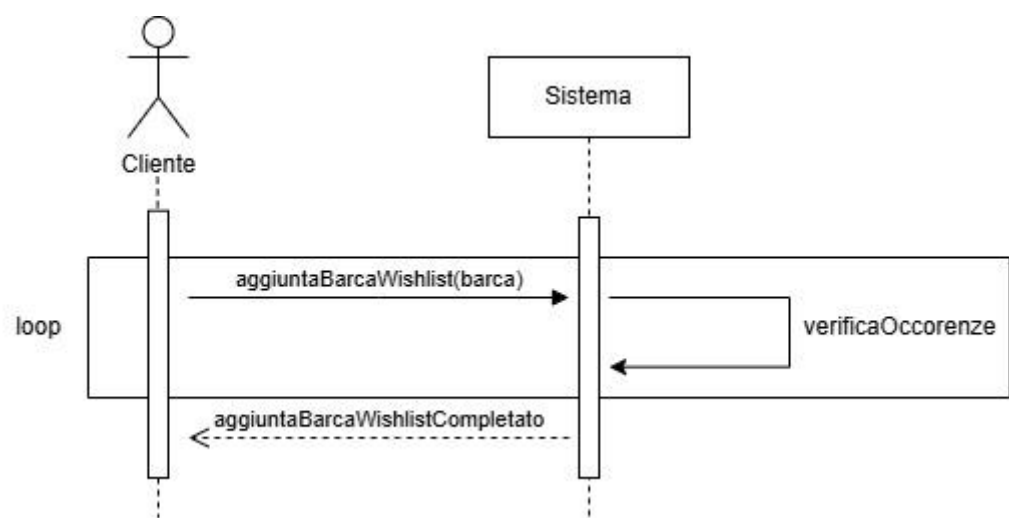 Sistema
Cliente
aggiuntaBarcaWishlist(barca)
loop
verificaOccorenze
aggiuntaBarcaWishlistCompletato